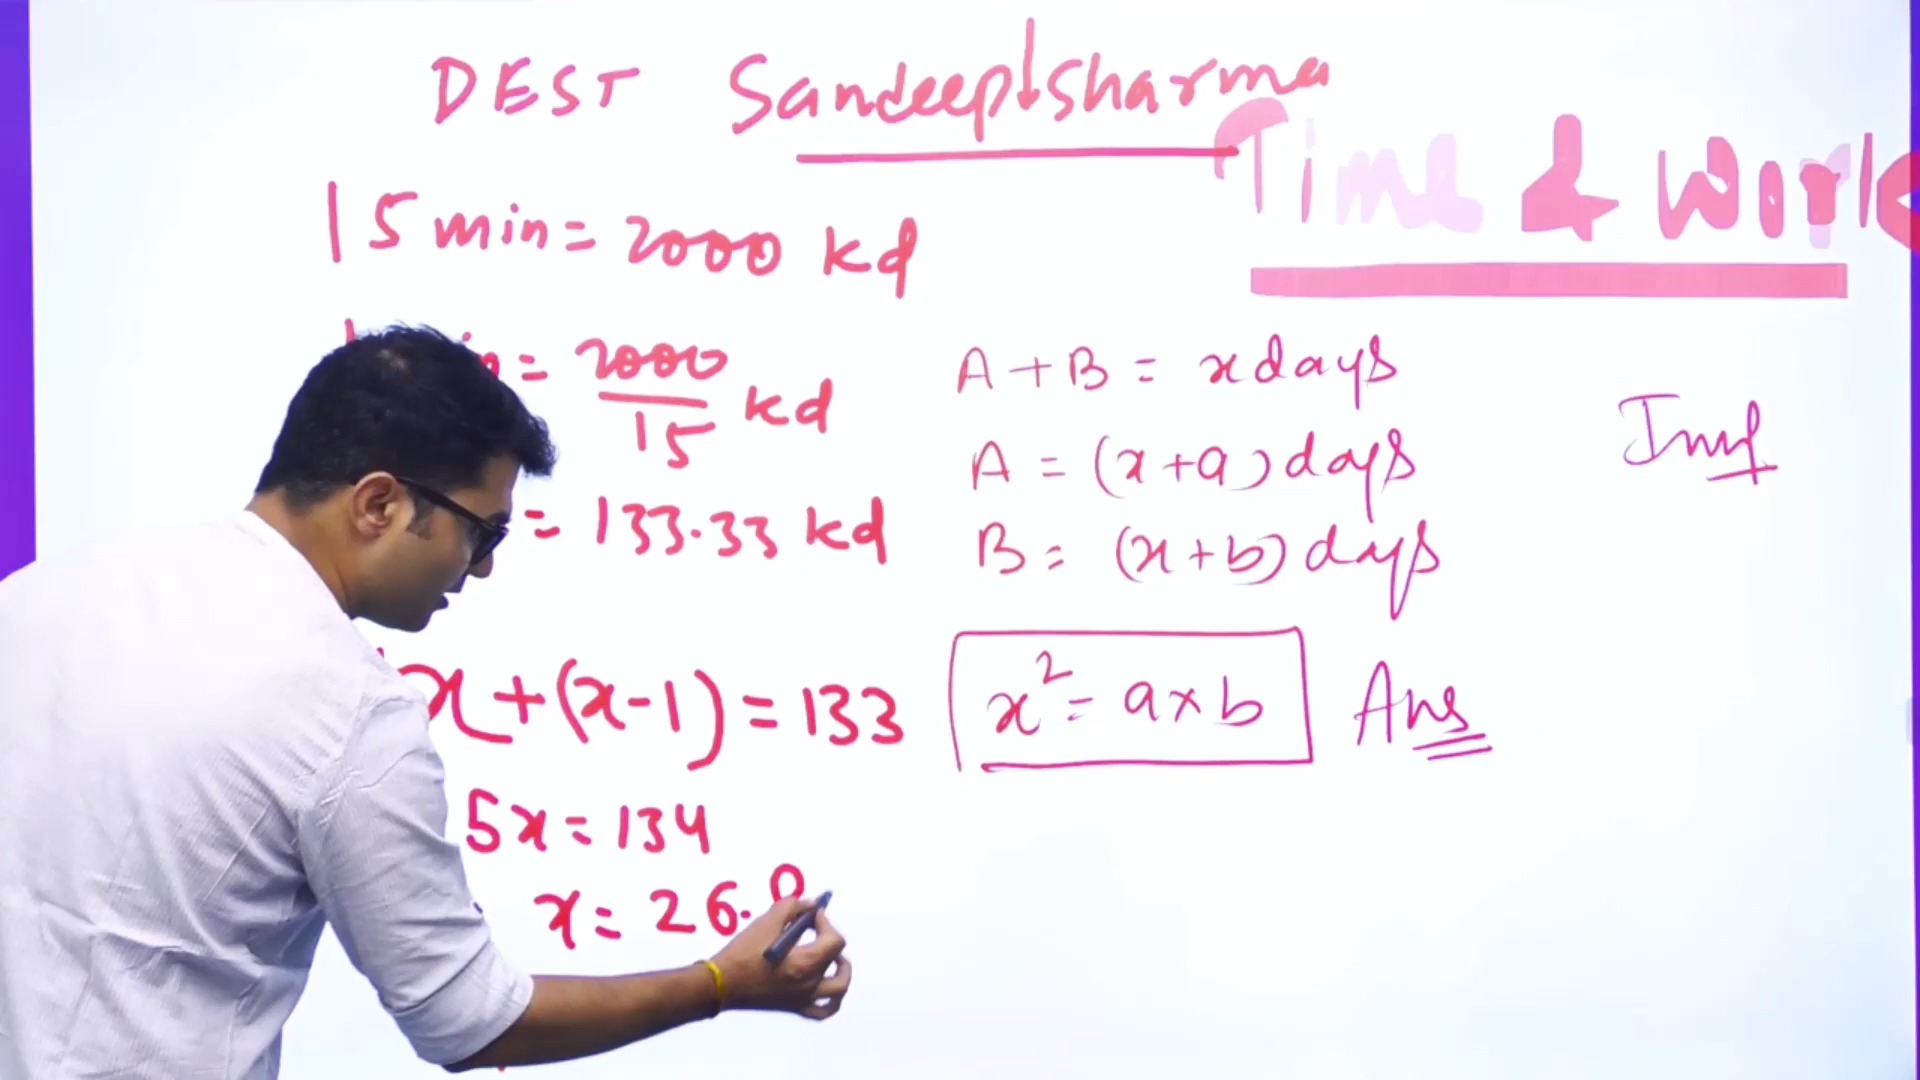 DEST Sandeep↓Sharma
Time & Work
15 min = 2000 kd
= 2000/15 kd
= 133.33 kd
x + (x-1) = 133
5x = 134
x = 26.
A + B = x days
A = (x+a) days
B = (x+b) days
x² = a×b Ans